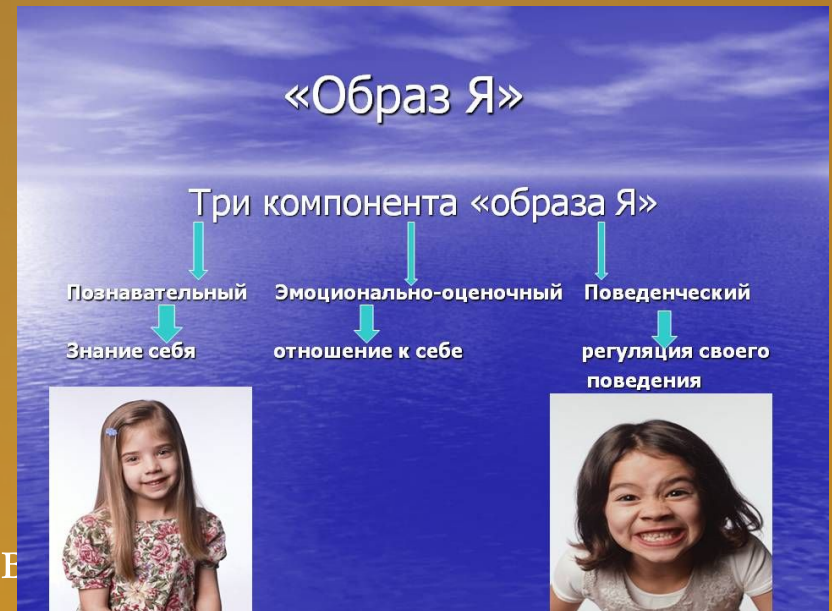 «Образ Я»
Три компонента «образа Я»
Познавательный Эмоционально-оценочный Поведенческий
Знание себя отношение к себе регуляция своего
поведения